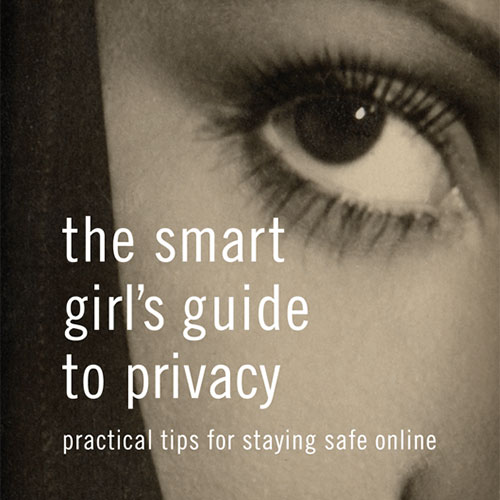 the smart
girl's guide
to privacy
practical tips for staying safe online